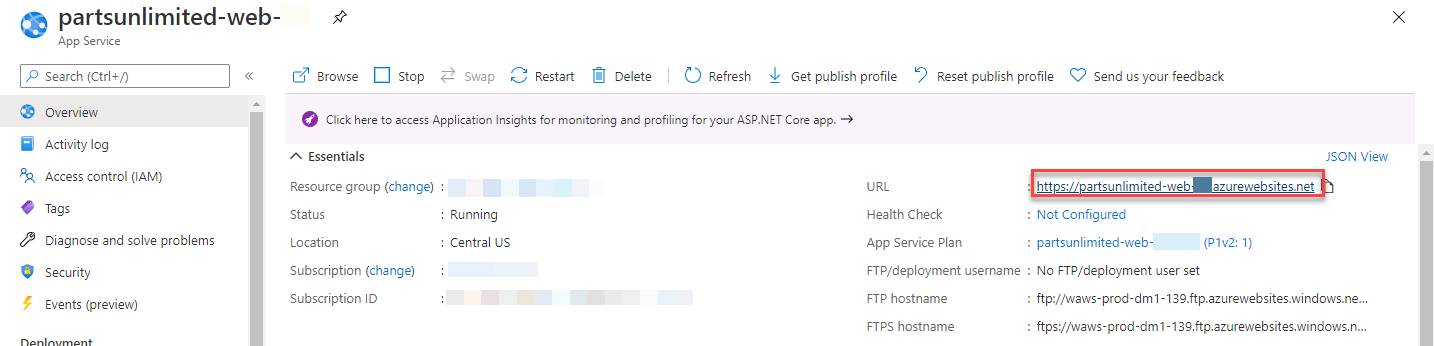 partsunlimited-web-
App Service
Search (Ctrl+/)
«
Browse Stop Swap Restart Delete Refresh Get publish profile Reset publish profile Send us your feedback
Overview
Activity log
Access control (IAM)
Tags
Diagnose and solve problems
Security
Events (preview)
Deployment
Click here to access Application Insights for monitoring and profiling for your ASP.NET Core app. →
Essentials
JSON View
Resource group (change) :
Status : Running
Location : Central US
Subscription (change) :
Subscription ID :
URL : https://partsunlimited-web- .azurewebsites.net
Health Check : Not Configured
App Service Plan : partsunlimited-web- (P1v2: 1)
FTP/deployment username : No FTP/deployment user set
FTP hostname : ftp://waws-prod-dm1-139.ftp.azurewebsites.windows.ne...
FTPS hostname : ftps://waws-prod-dm1-139.ftp.azurewebsites.windows.n...